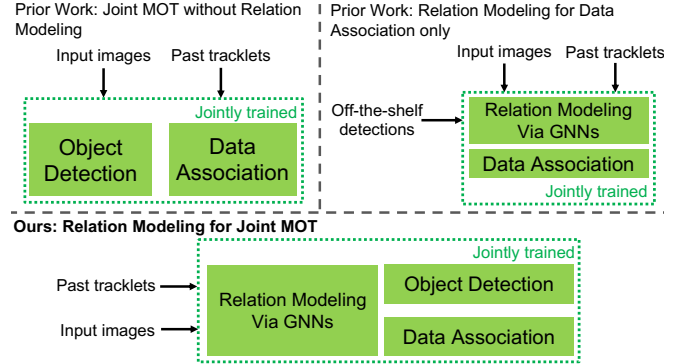 Prior Work: Joint MOT without Relation
Modeling
Input images
Past tracklets
Jointly trained
Object
Detection
Data
Association
Prior Work: Relation Modeling for Data
Association only
Input images
Past tracklets
Off-the-shelf
detections
Relation Modeling
Via GNNs
Data Association
Jointly trained
Ours: Relation Modeling for Joint MOT
Jointly trained
Past tracklets
Input images
Relation Modeling
Via GNNs
Object Detection
Data Association